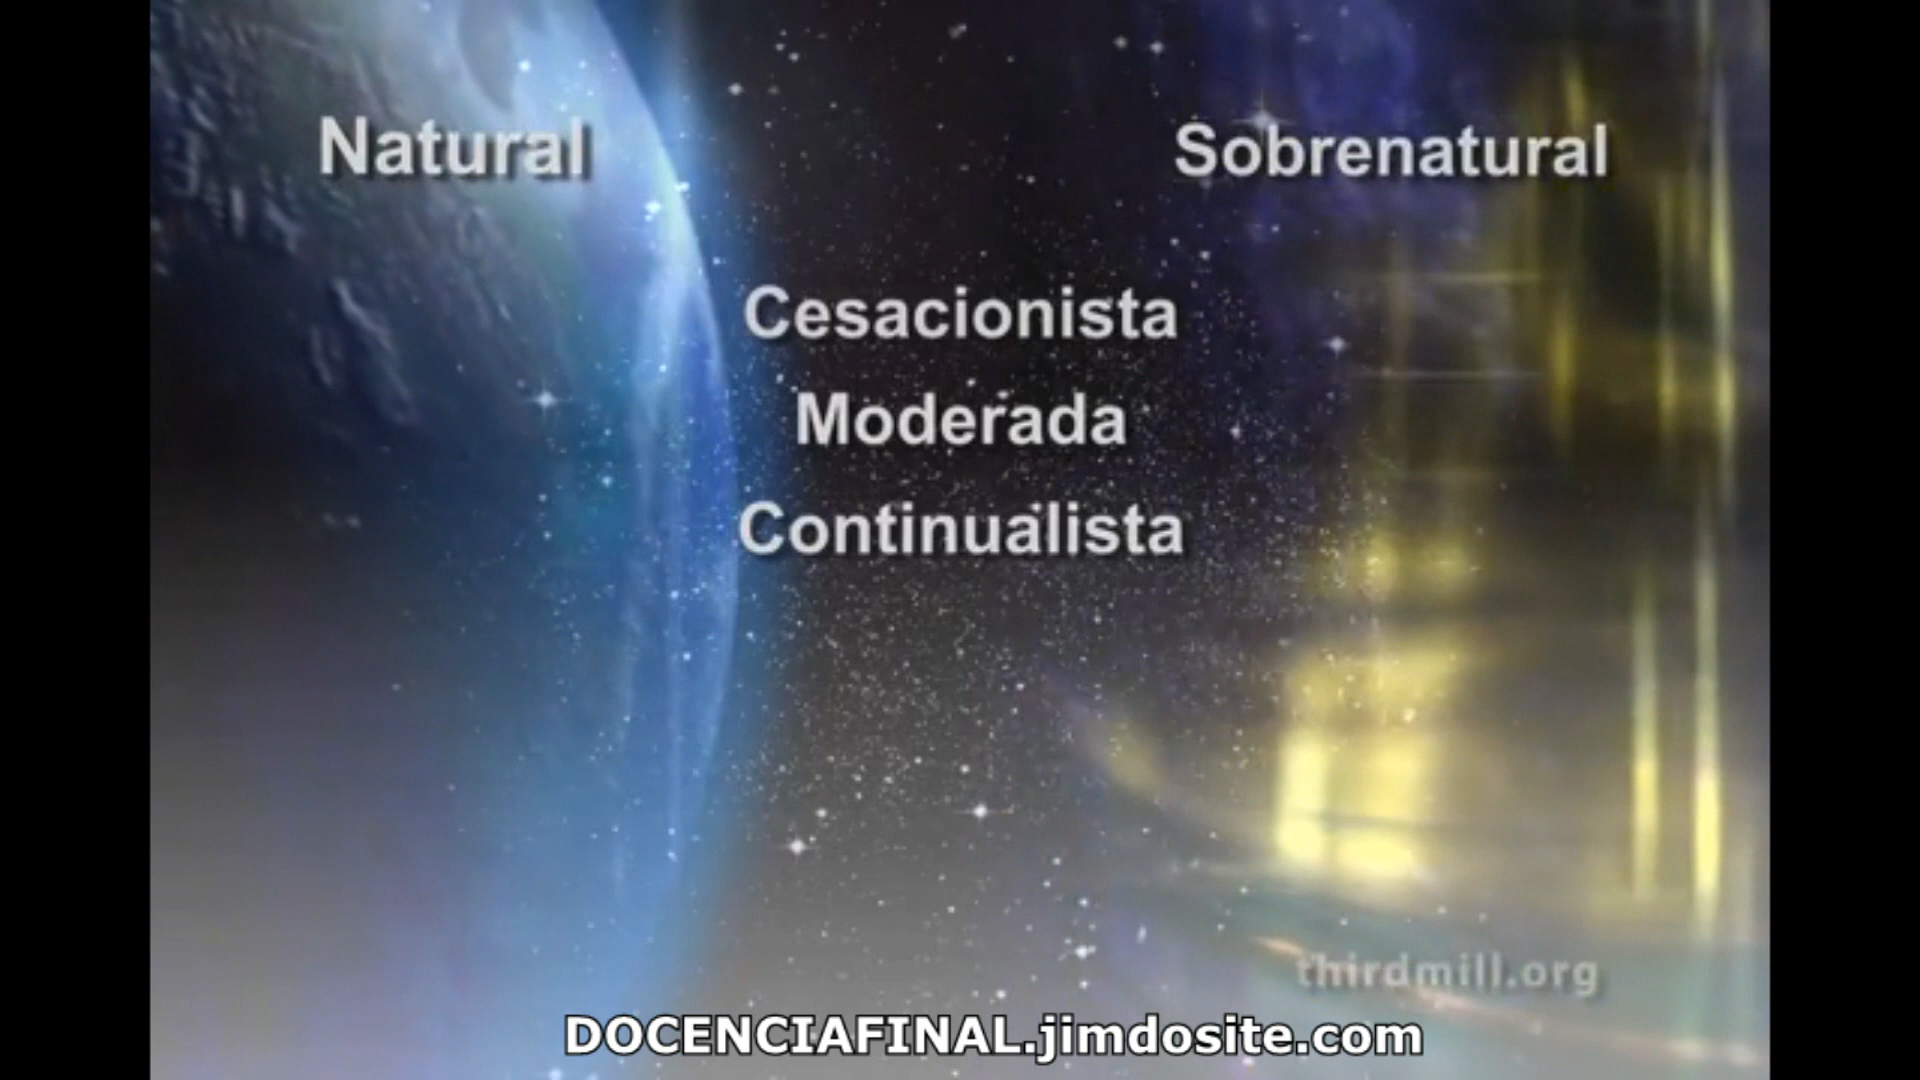 Natural
Sobrenatural
Cesacionista
Moderada
Continualista
thirdmill.org
DOCENCIAFINAL.jimdosite.com